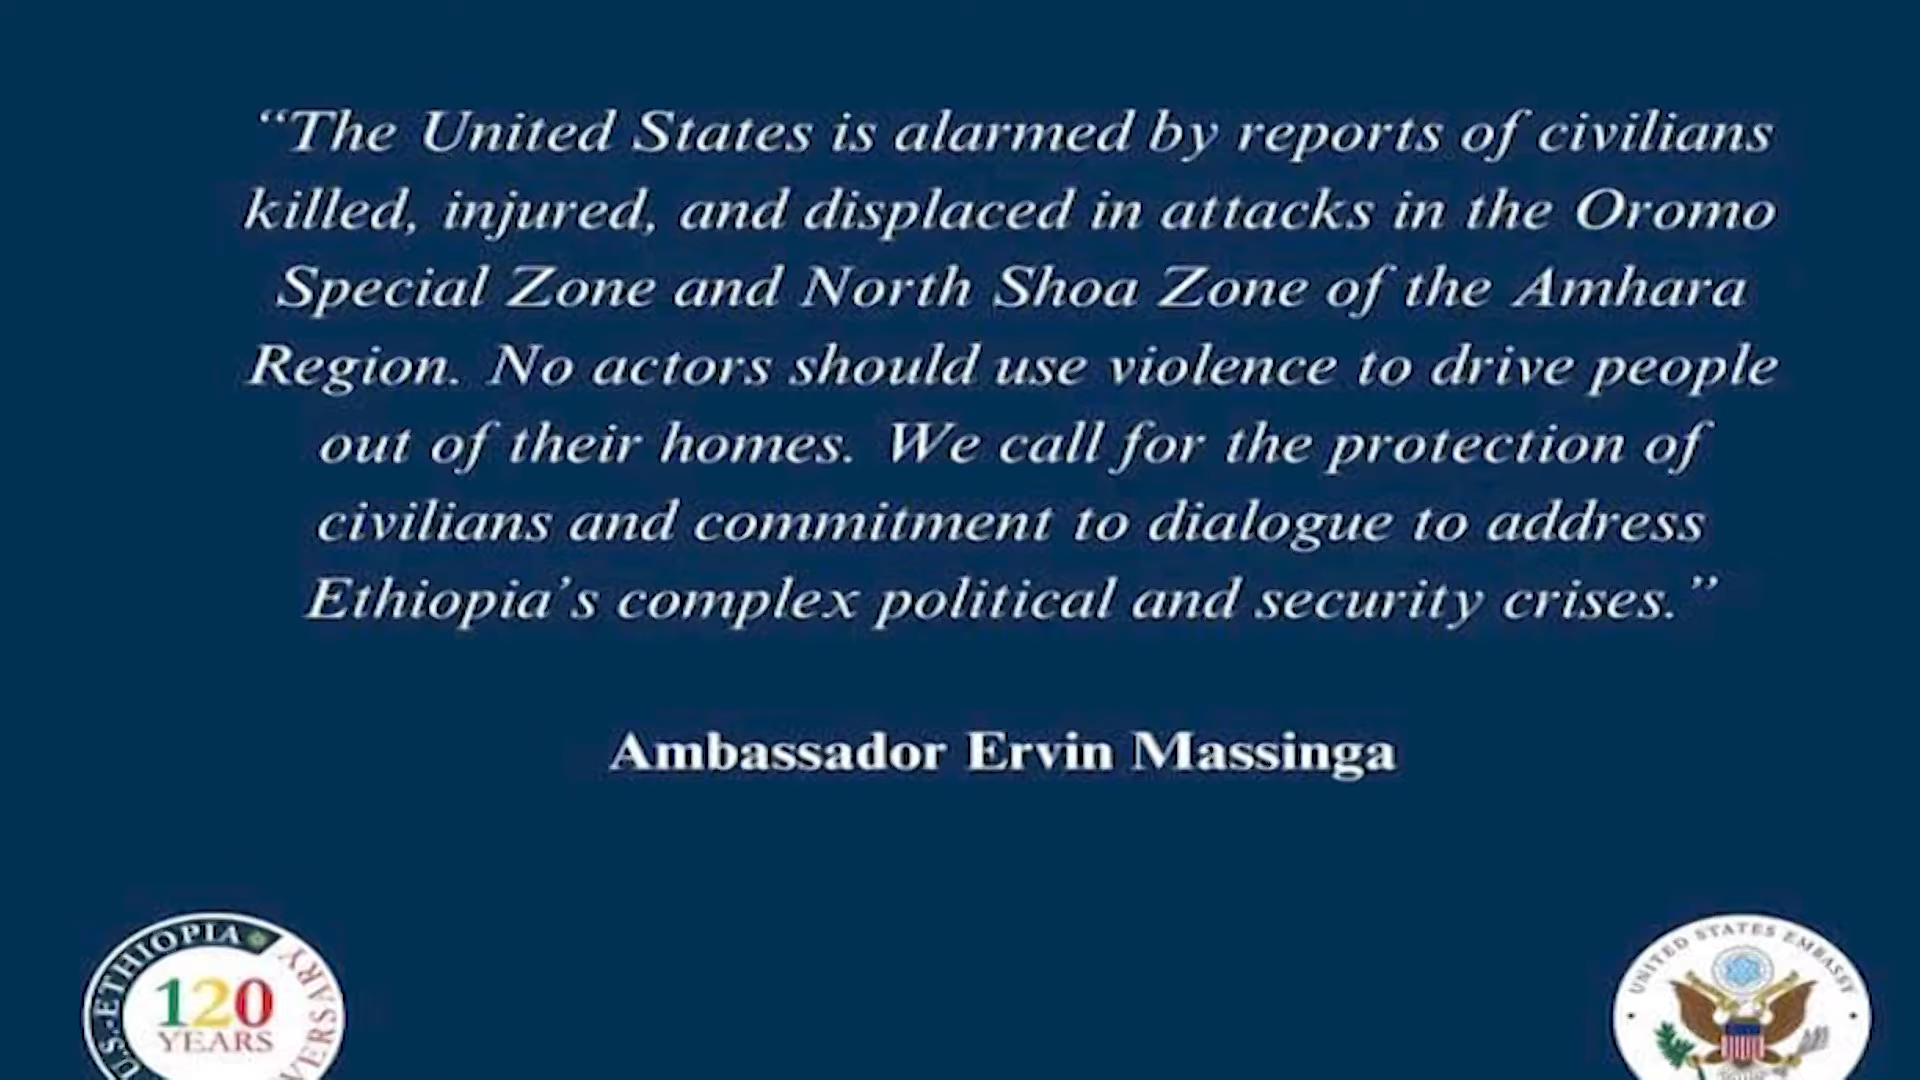 “The United States is alarmed by reports of civilians
killed, injured, and displaced in attacks in the Oromo
Special Zone and North Shoa Zone of the Amhara
Region. No actors should use violence to drive people
out of their homes. We call for the protection of
civilians and commitment to dialogue to address
Ethiopia’s complex political and security crises.”
Ambassador Ervin Massinga
U.S.-ETHIOPIA
120
YEARS
UNITED STATES EMBASSY